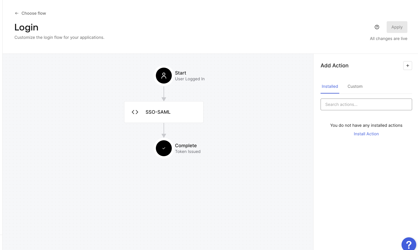 Choose flow
Login
Customize the login flow for your applications
Apply
All changes are live
Start
User Logged In
SSO-SAML
Complete
Token Issued
Add Action
Installed
Custom
Search actions...
You do not have any installed actions
Install Action